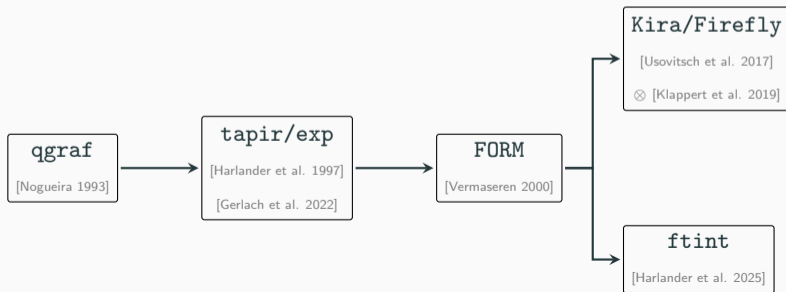 qgraf
[Nogueira 1993]
tapir/exp
[Harlander et al. 1997]
[Gerlach et al. 2022]
FORM
[Vermaseren 2000]
Kira/Firefly
[Usovitsch et al. 2017]
⊗ [Klappert et al. 2019]
ftint
[Harlander et al. 2025]